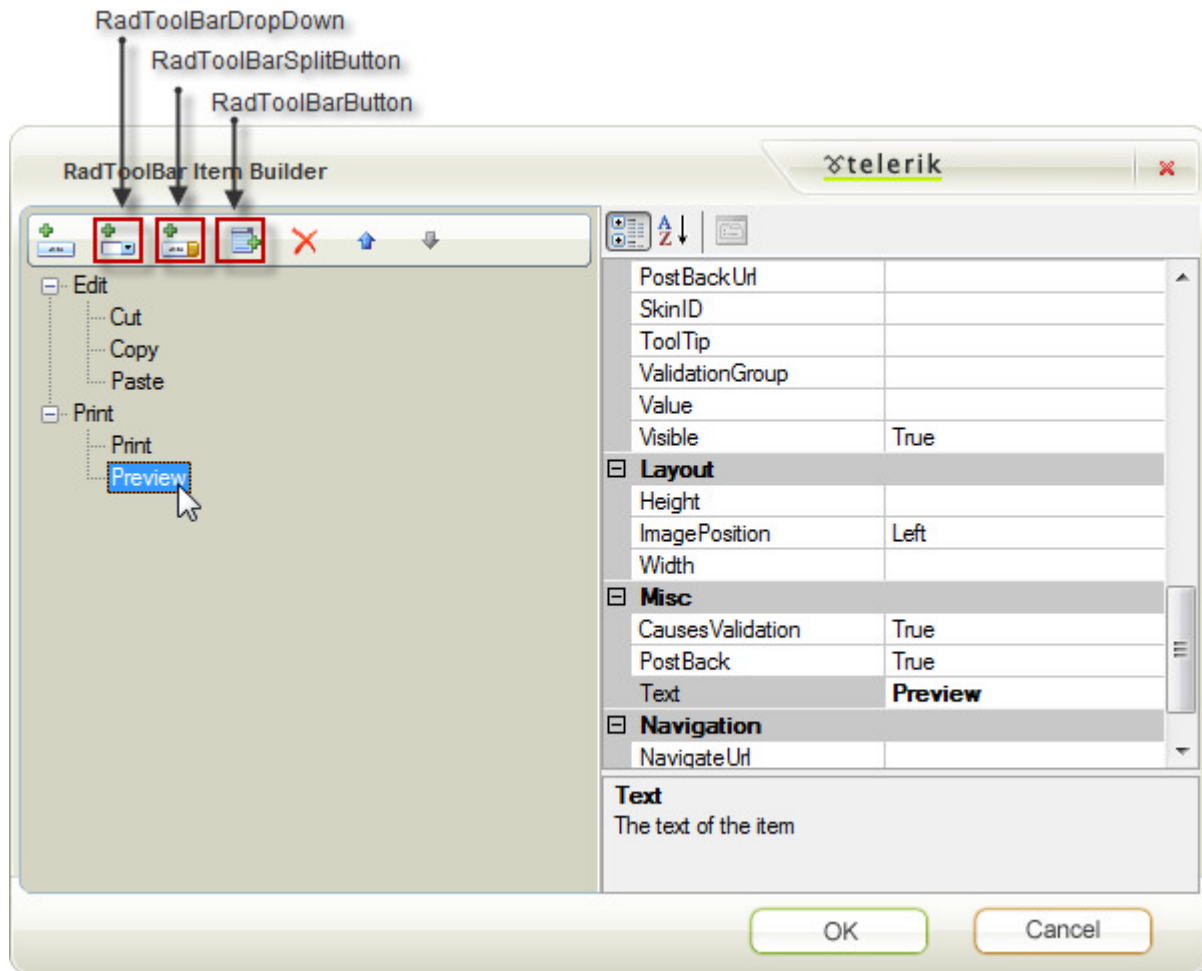 RadToolBarDropDown
RadToolBarSplitButton
RadToolBarButton
RadToolBar Item Builder
telerik
Edit
Cut
Copy
Paste
Print
Print
Preview
A
Z
PostBackUrl
SkinID
ToolTip
ValidationGroup
Value
Visible True
Layout
Height
ImagePosition Left
Width
Misc
CausesValidation True
PostBack True
Text Preview
Navigation
NavigateUrl
Text
The text of the item
OK Cancel